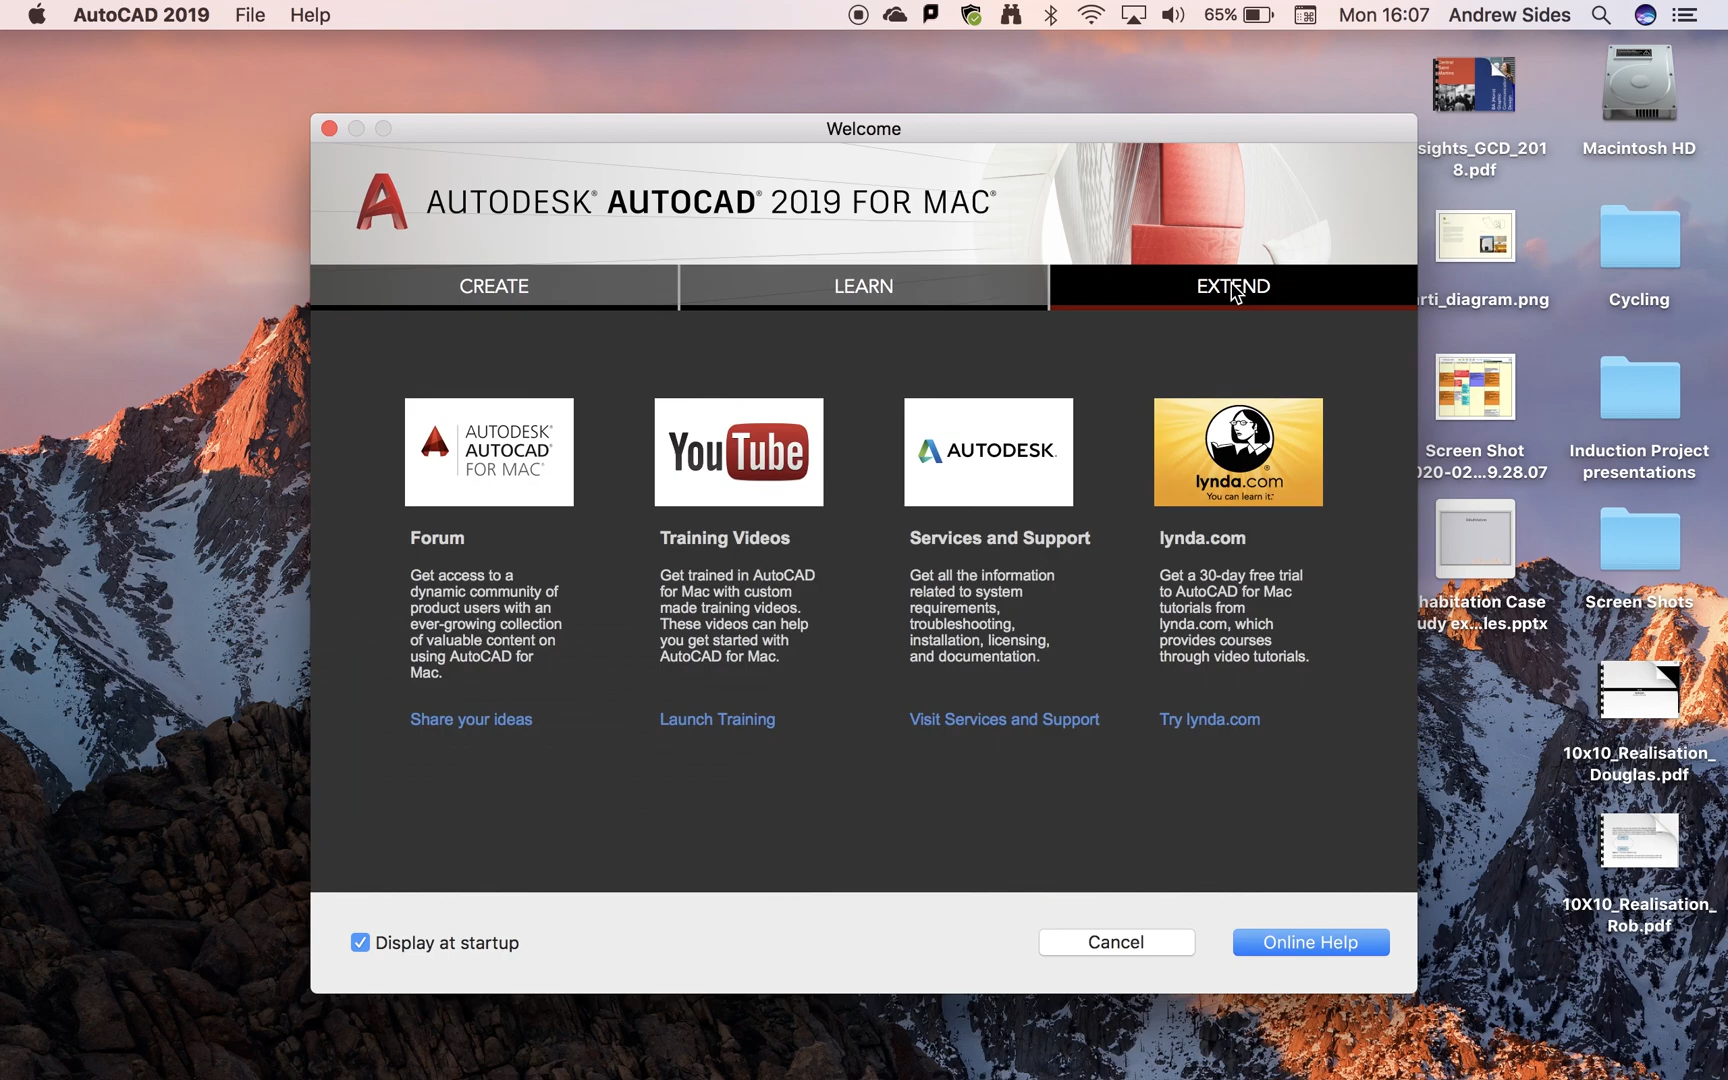 AutoCAD 2019 File Help 65% Mon 16:07 Andrew Sides
Welcome
AUTODESK® AUTOCAD® 2019 FOR MAC®
CREATE LEARN EXTEND
AUTODESK®
AUTOCAD®
FOR MAC®
YouTube
AUTODESK.
lynda.com®
You can learn it.™
Forum
Get access to a
dynamic community of
product users with an
ever-growing collection
of valuable content on
using AutoCAD for
Mac.
Share your ideas
Training Videos
Get trained in AutoCAD
for Mac with custom
made training videos.
These videos can help
you get started with
AutoCAD for Mac.
Launch Training
Services and Support
Get all the information
related to system
requirements,
troubleshooting,
installation, licensing,
and documentation.
Visit Services and Support
lynda.com
Get a 30-day free trial
to AutoCAD for Mac
tutorials from
lynda.com, which
provides courses
through video tutorials.
Try lynda.com
Display at startup
Cancel
Online Help
sights_GCD_201
8.pdf
Macintosh HD
rti_diagram.png
Cycling
Screen Shot
020-02...9.28.07
Induction Project
presentations
habitation Case
udy ex...les.pptx
Screen Shots
10x10_Realisation_
Douglas.pdf
10X10_Realisation_
Rob.pdf